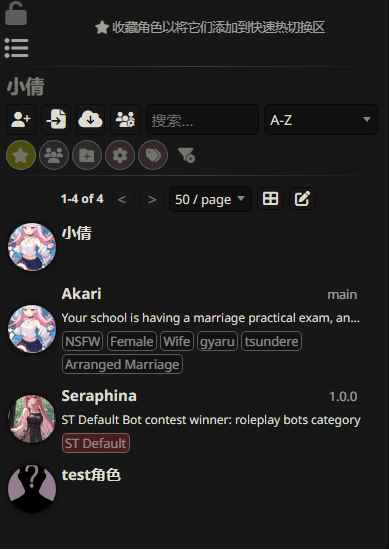 收藏角色以将它们添加到快速热切换区
小倩
搜索... A-Z
1-4 of 4 < > 50 / page
小倩
Akari main
Your school is having a marriage practical exam, an...
NSFW Female Wife gyaru tsundere
Arranged Marriage
Seraphina 1.0.0
ST Default Bot contest winner: roleplay bots category
ST Default
test角色